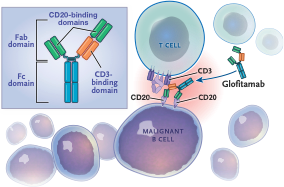 CD20-binding
domains
Fab
domain
Fc
domain
CD3-
binding
domain
T CELL
CD3
Glofitamab
CD20
CD20
MALIGNANT
B CELL